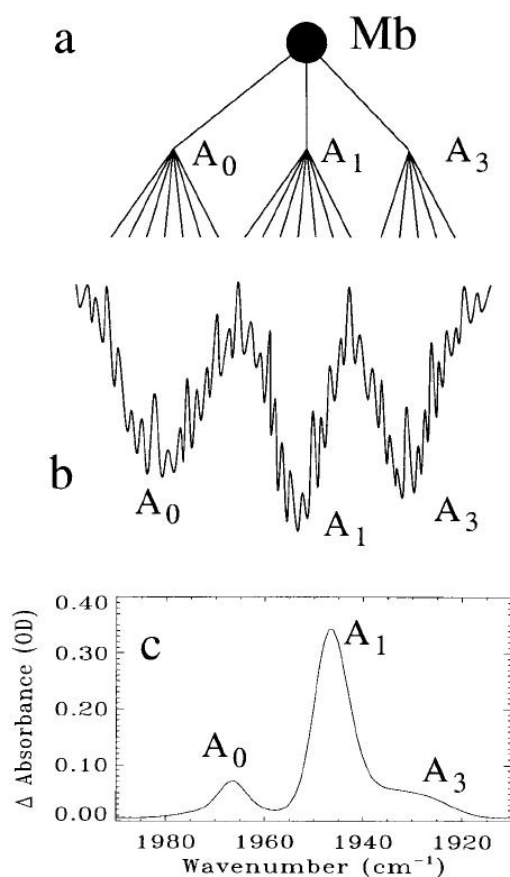 a Mb
A₀ A₁ A₃
b
A₀ A₁ A₃
c
A₀ A₁ A₃
Δ Absorbance (OD)
0.40
0.30
0.20
0.10
0.00
1980 1960 1940 1920
Wavenumber (cm⁻¹)